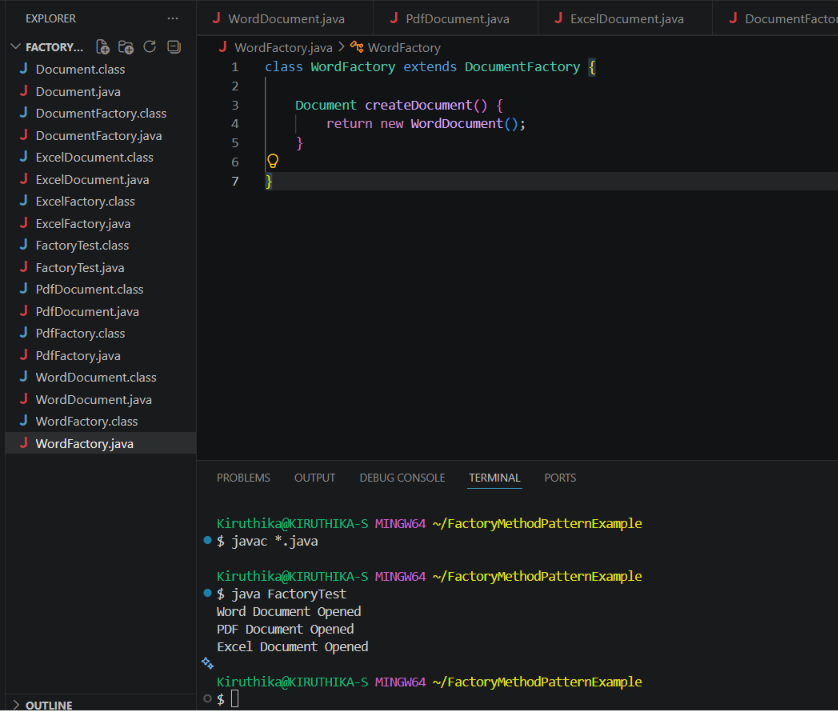 EXPLORER ···
FACTORY...
Document.class
Document.java
DocumentFactory.class
DocumentFactory.java
ExcelDocument.class
ExcelDocument.java
ExcelFactory.class
ExcelFactory.java
FactoryTest.class
FactoryTest.java
PdfDocument.class
PdfDocument.java
PdfFactory.class
PdfFactory.java
WordDocument.class
WordDocument.java
WordFactory.class
WordFactory.java
OUTLINE
WordDocument.java PdfDocument.java ExcelDocument.java DocumentFacto
WordFactory.java > WordFactory
1 class WordFactory extends DocumentFactory {
2
3 Document createDocument() {
4 return new WordDocument();
5 }
6
7 }
PROBLEMS OUTPUT DEBUG CONSOLE TERMINAL PORTS
Kiruthika@KIRUTHIKA-S MINGW64 ~/FactoryMethodPatternExample
$ javac *.java
Kiruthika@KIRUTHIKA-S MINGW64 ~/FactoryMethodPatternExample
$ java FactoryTest
Word Document Opened
PDF Document Opened
Excel Document Opened
Kiruthika@KIRUTHIKA-S MINGW64 ~/FactoryMethodPatternExample
$